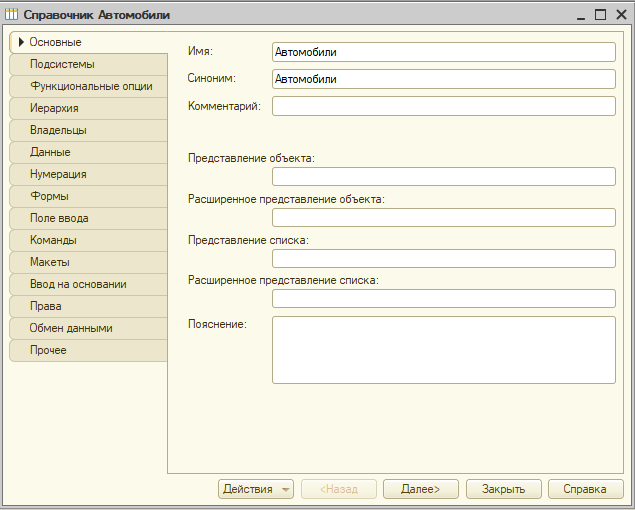 Справочник Автомобили
Основные
Подсистемы
Функциональные опции
Иерархия
Владельцы
Данные
Нумерация
Формы
Поле ввода
Команды
Макеты
Ввод на основании
Права
Обмен данными
Прочее
Имя: Автомобили
Синоним: Автомобили
Комментарий:
Представление объекта:
Расширенное представление объекта:
Представление списка:
Расширенное представление списка:
Пояснение:
Действия <Назад Далее> Закрыть Справка